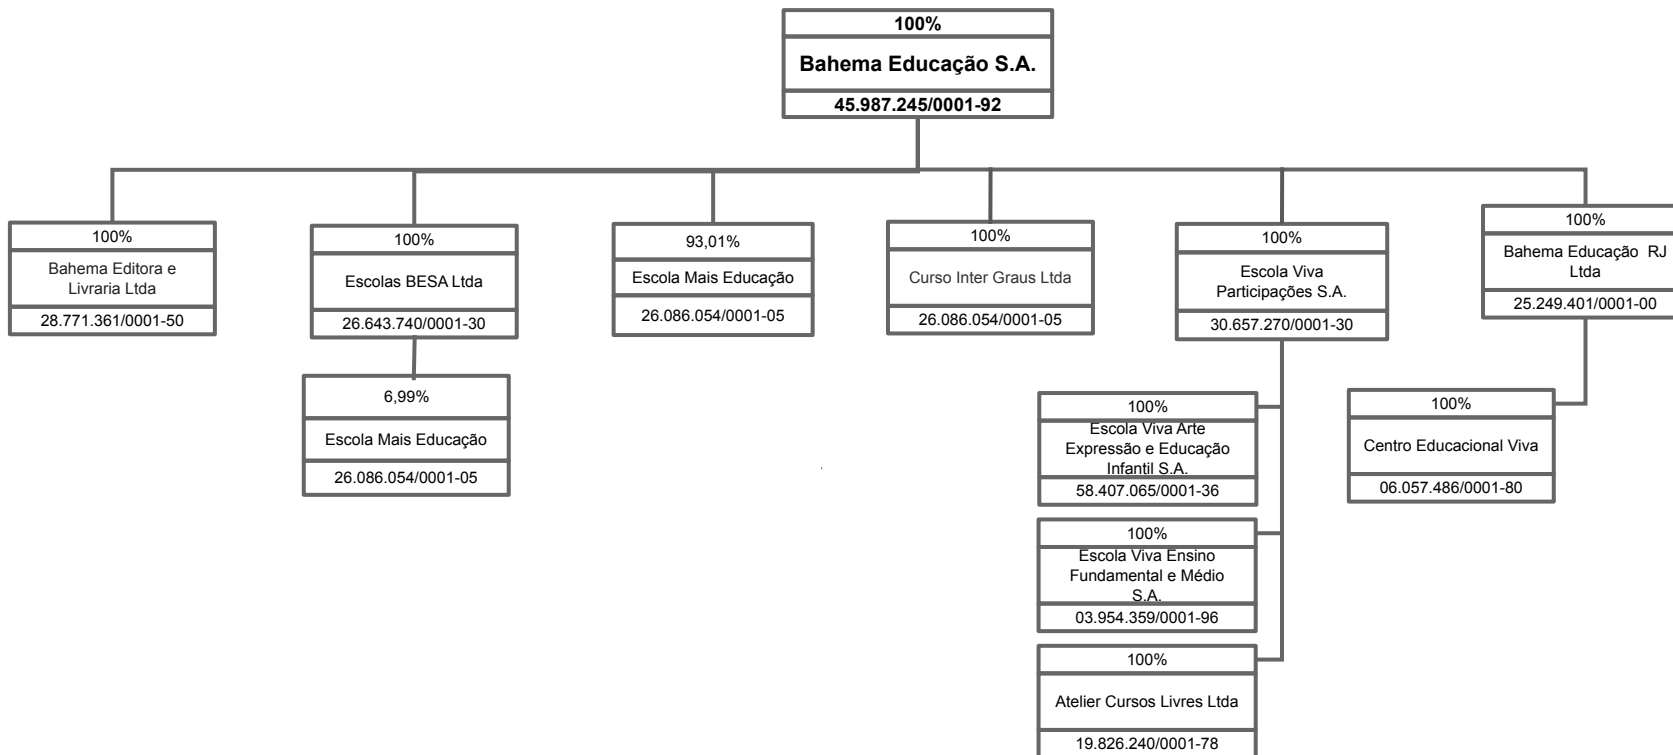 100%
Bahema Educação S.A.
45.987.245/0001-92
100%
Bahema Editora e
Livraria Ltda
28.771.361/0001-50
100%
Escolas BESA Ltda
26.643.740/0001-30
93,01%
Escola Mais Educação
26.086.054/0001-05
100%
Curso Inter Graus Ltda
26.086.054/0001-05
100%
Escola Viva
Participações S.A.
30.657.270/0001-30
100%
Bahema Educação  RJ
Ltda
25.249.401/0001-00
6,99%
Escola Mais Educação
26.086.054/0001-05
100%
Escola Viva Arte
Expressão e Educação
Infantil S.A.
58.407.065/0001-36
100%
Centro Educacional Viva
06.057.486/0001-80
100%
Escola Viva Ensino
Fundamental e Médio
S.A.
03.954.359/0001-96
100%
Atelier Cursos Livres Ltda
19.826.240/0001-78